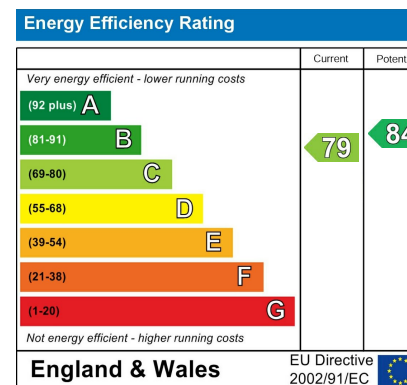 Energy Efficiency Rating
Current Potent
Very energy efficient - lower running costs
(92 plus) A
(81-91) B
(69-80) C
(55-68) D
(39-54) E
(21-38) F
(1-20) G
79
84
Not energy efficient - higher running costs
England & Wales
EU Directive
2002/91/EC